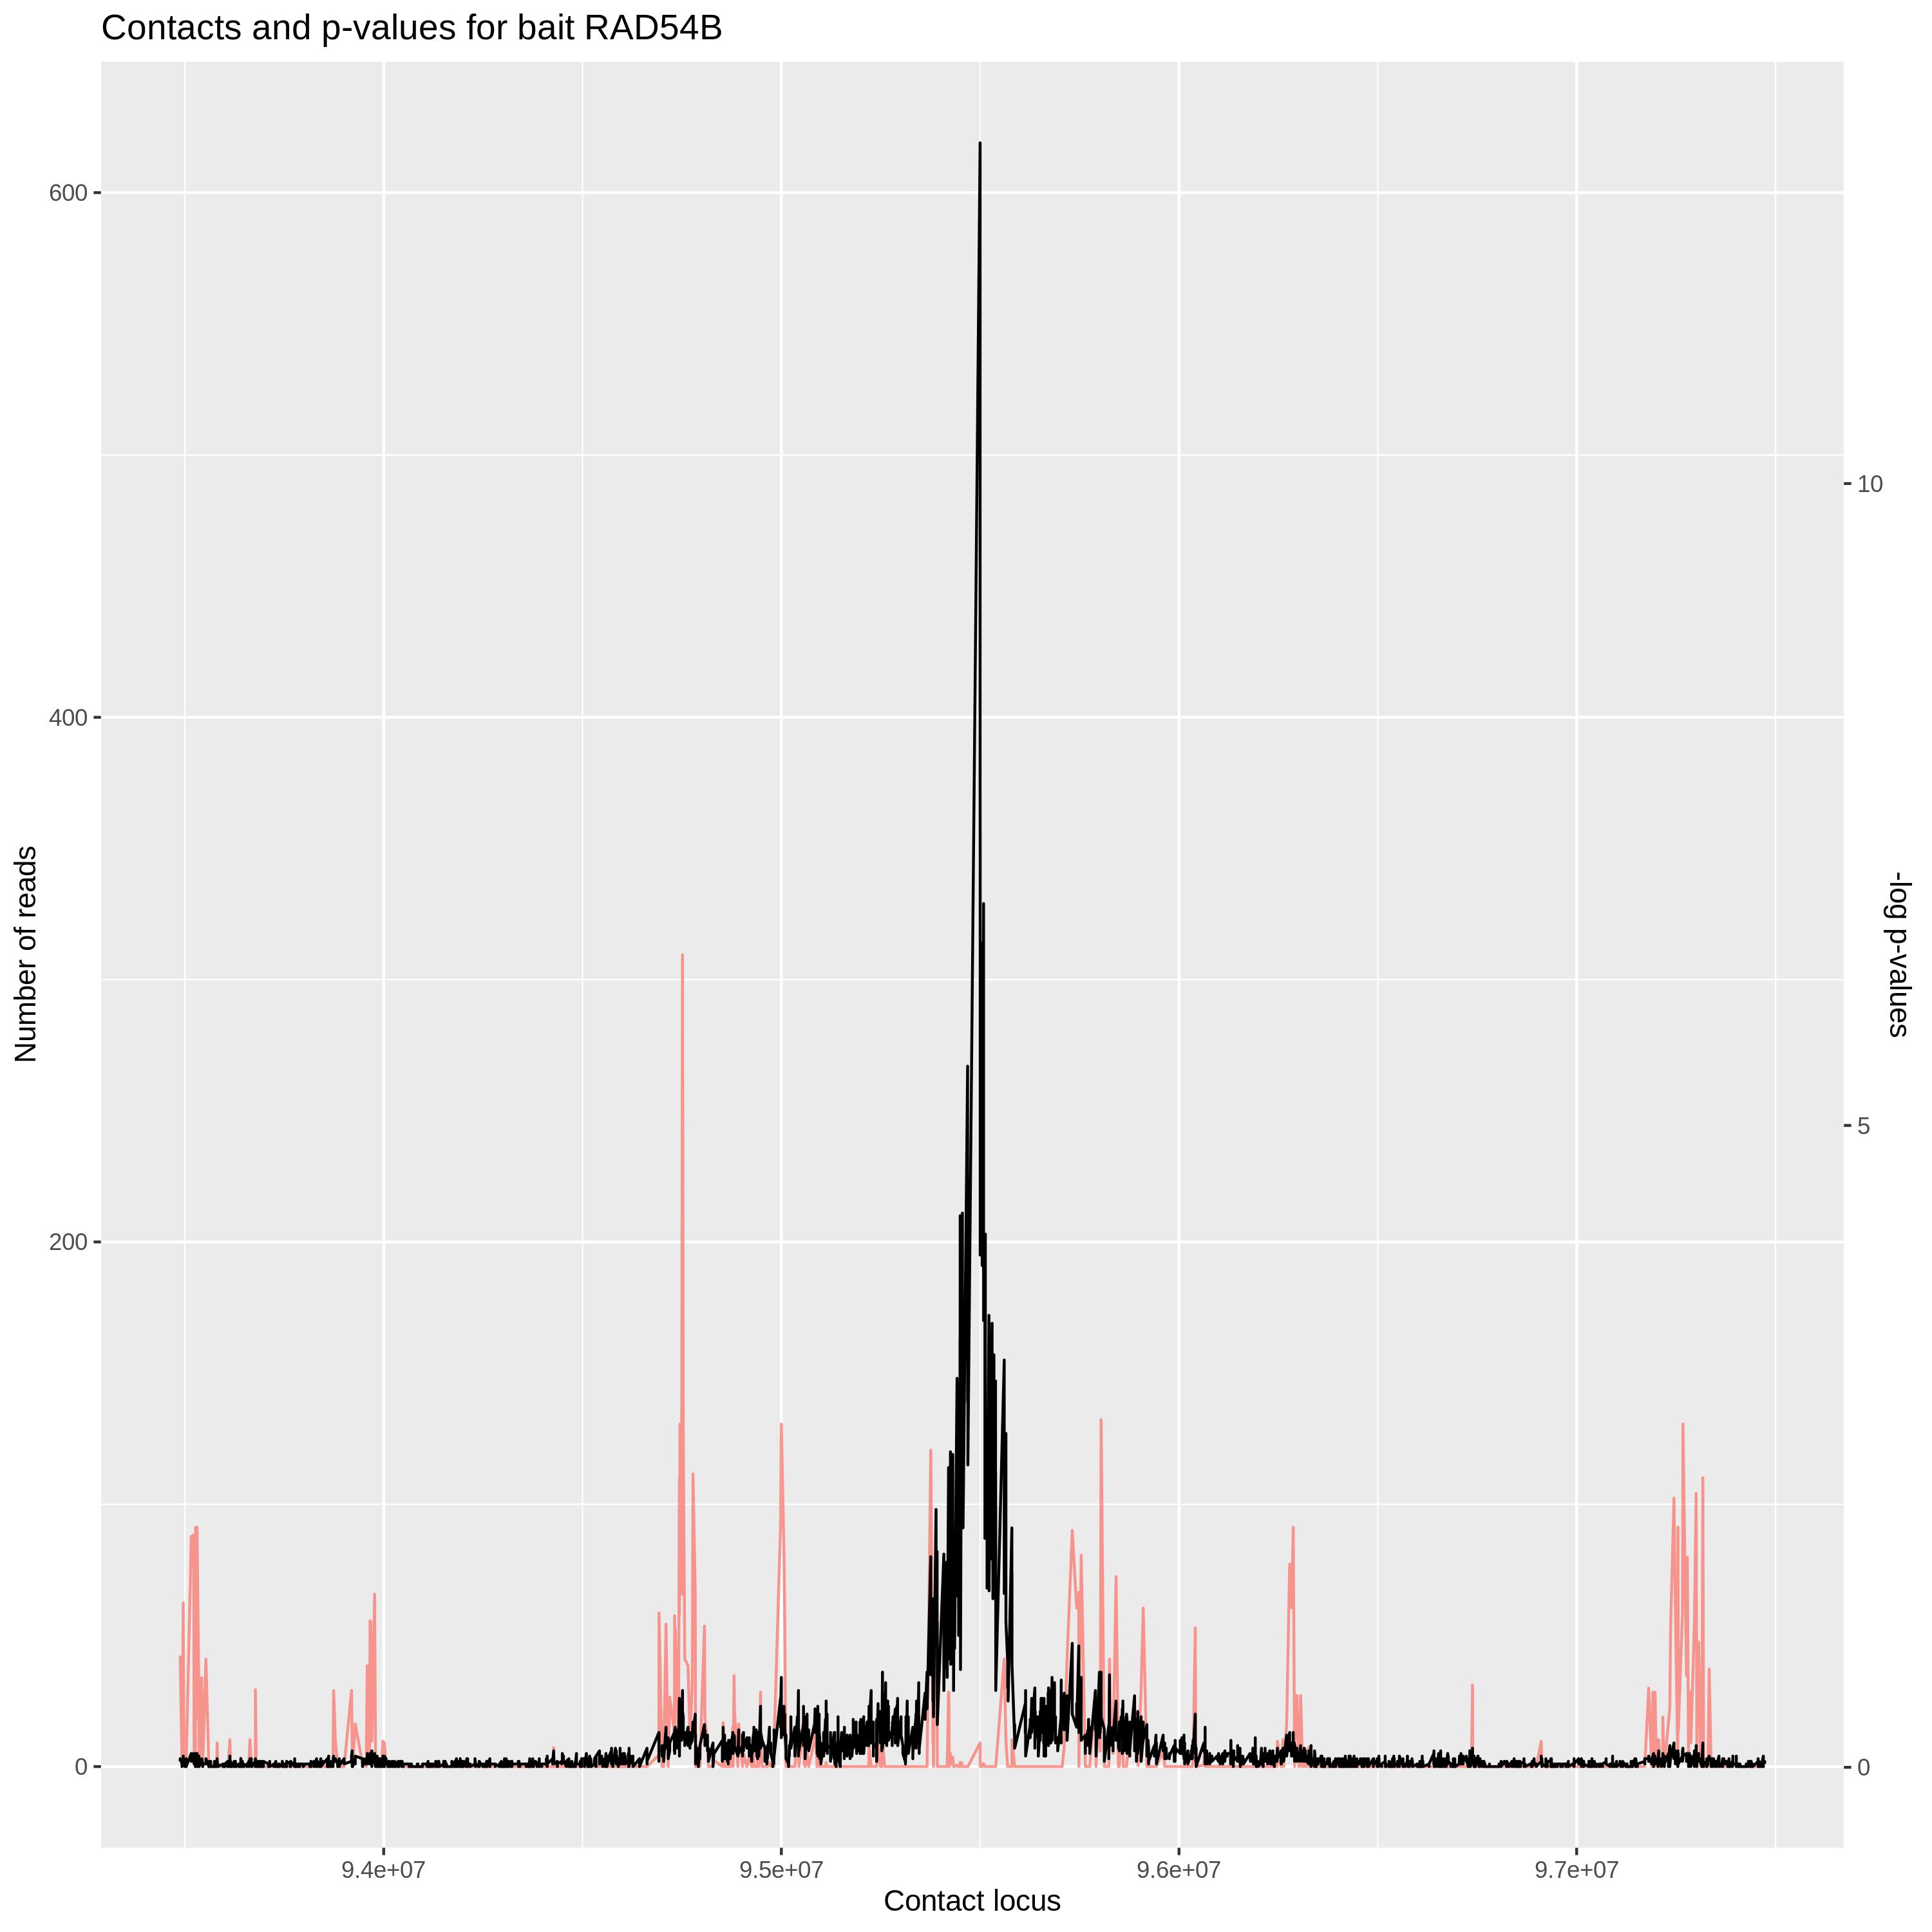 Contacts and p-values for bait RAD54B
600
400
200
0
Number of reads
10
5
0
-log p-values
9.4e+07
9.5e+07
9.6e+07
9.7e+07
Contact locus